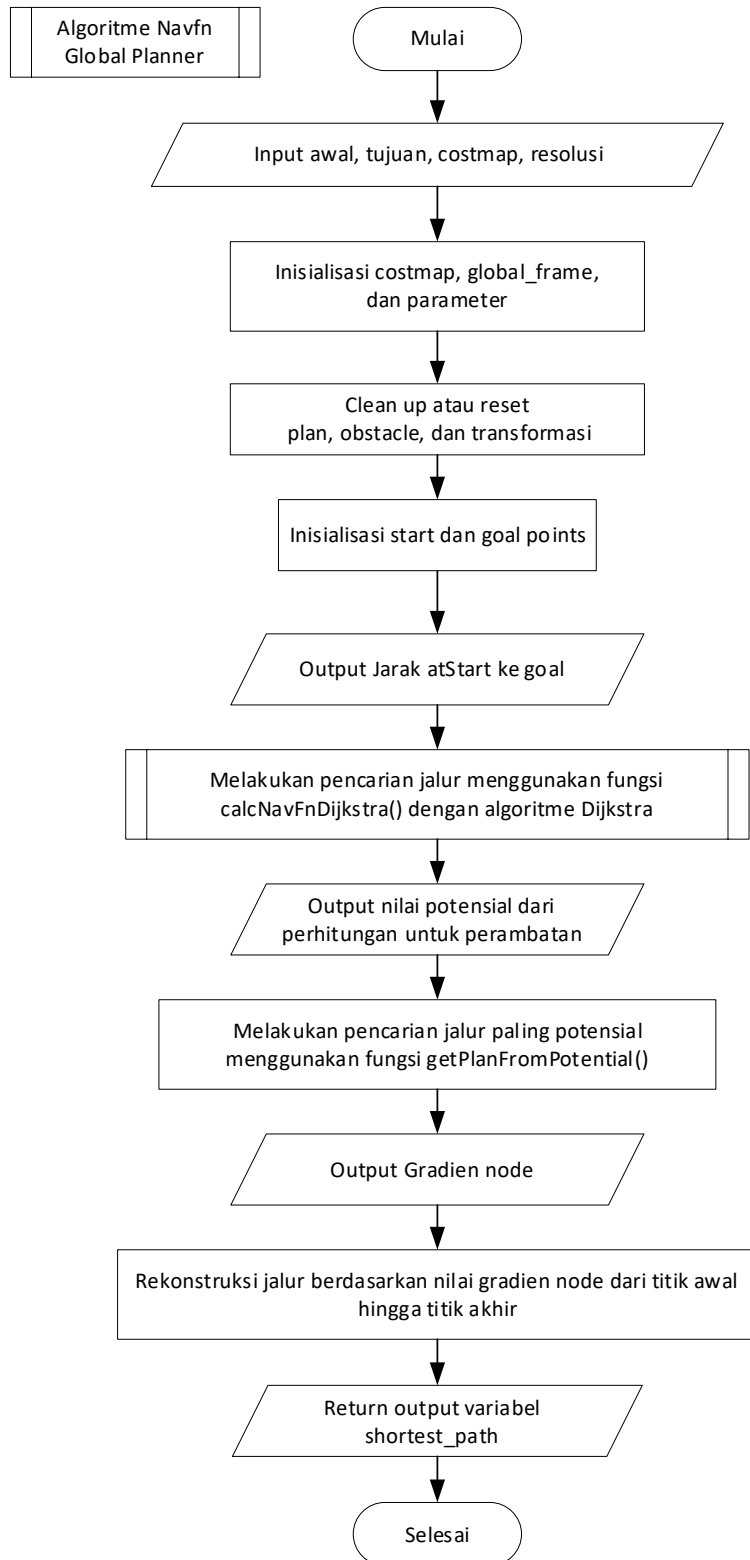 Algoritme Navfn
Global Planner
Mulai
Input awal, tujuan, costmap, resolusi
Inisialisasi costmap, global_frame,
dan parameter
Clean up atau reset
plan, obstacle, dan transformasi
Inisialisasi start dan goal points
Output Jarak atStart ke goal
Melakukan pencarian jalur menggunakan fungsi
calcNavFnDijkstra() dengan algoritme Dijkstra
Output nilai potensial dari
perhitungan untuk perambatan
Melakukan pencarian jalur paling potensial
menggunakan fungsi getPlanFromPotential()
Output Gradien node
Rekonstruksi jalur berdasarkan nilai gradien node dari titik awal
hingga titik akhir
Return output variabel
shortest_path
Selesai